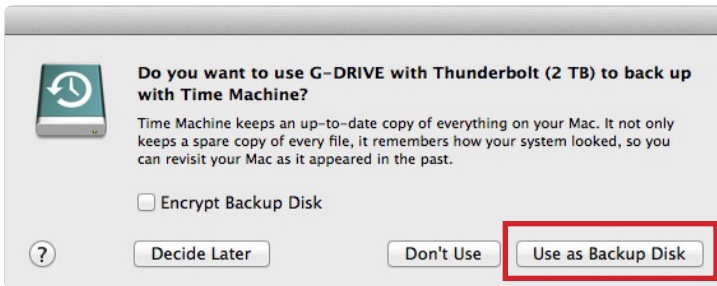 Do you want to use G-DRIVE with Thunderbolt (2 TB) to back up
with Time Machine?
Time Machine keeps an up-to-date copy of everything on your Mac. It not only
keeps a spare copy of every file, it remembers how your system looked, so you
can revisit your Mac as it appeared in the past.
Encrypt Backup Disk
? Decide Later Don't Use Use as Backup Disk